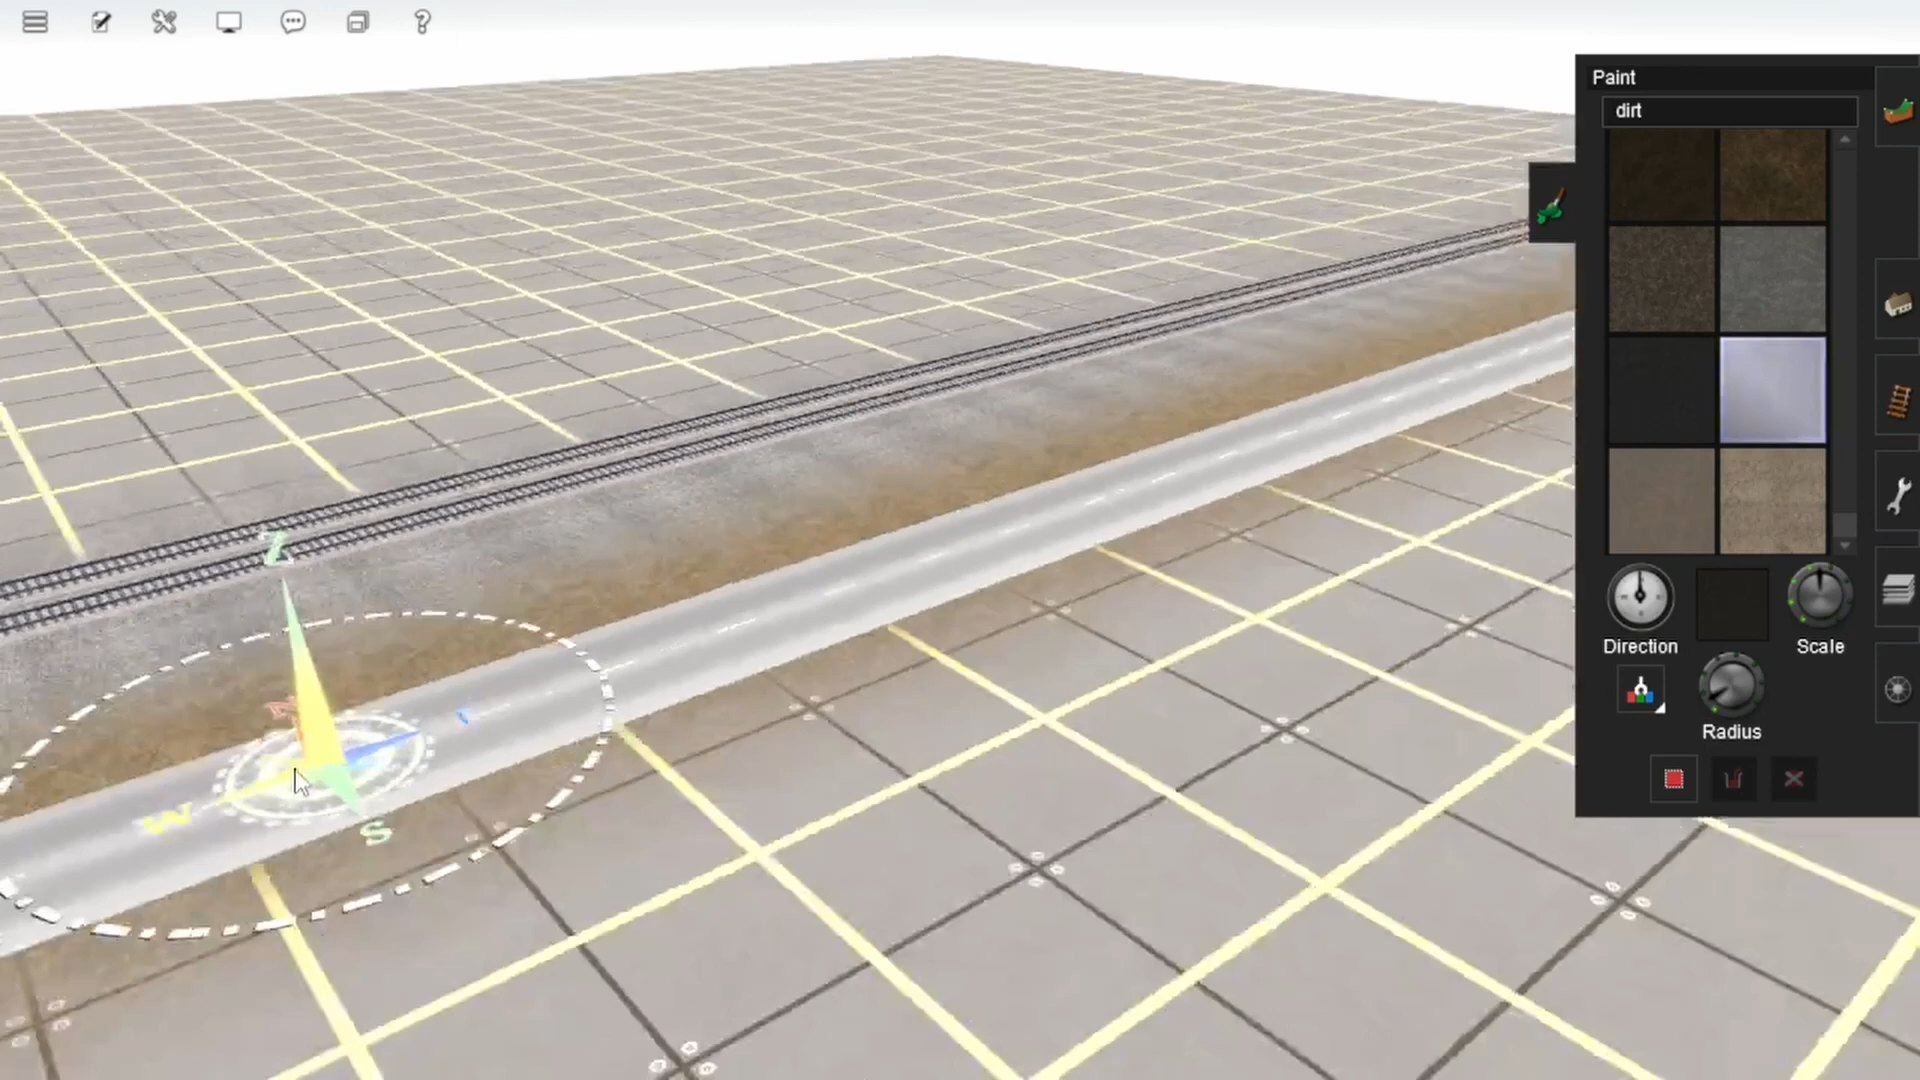 Paint
dirt
Direction
Scale
Radius
Z
W
S